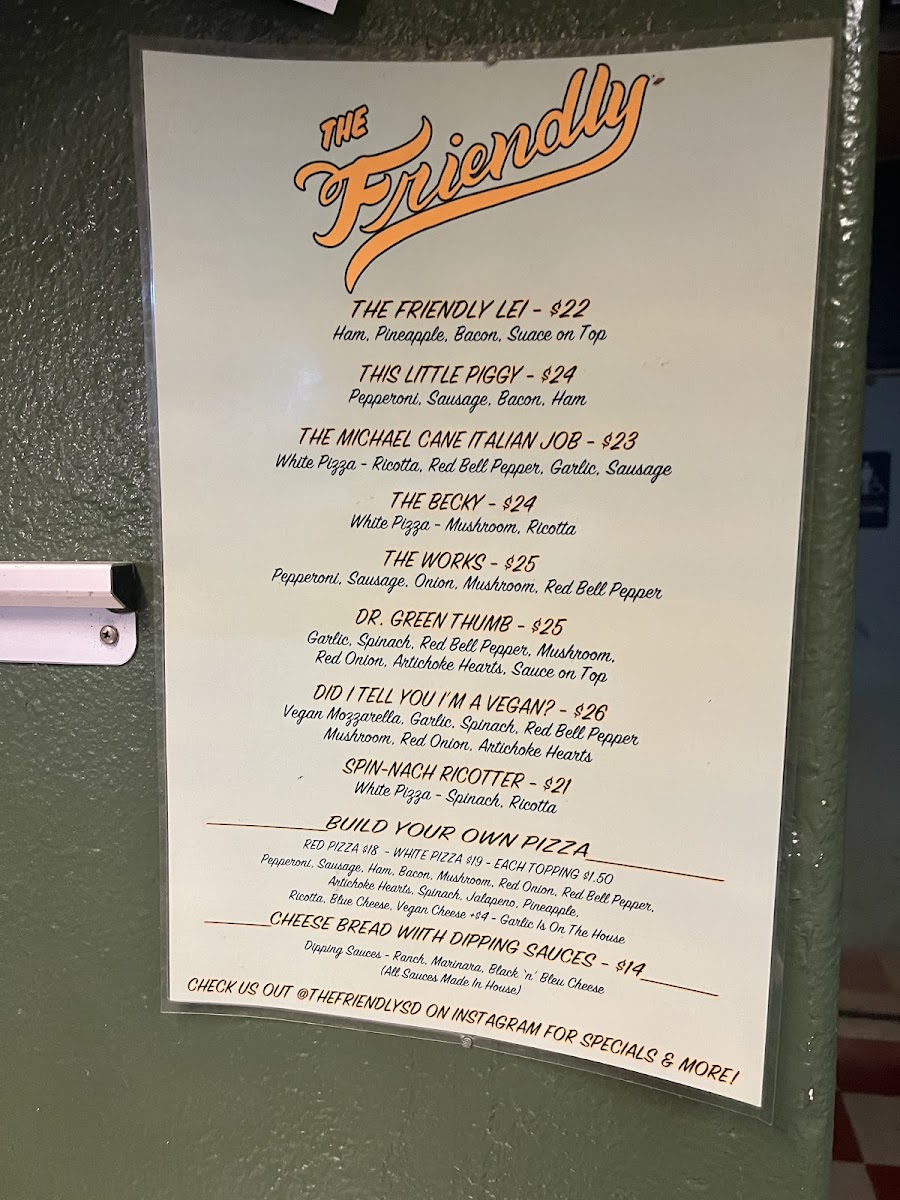 THE
Friendly
THE FRIENDLY LEI - $22
Ham, Pineapple, Bacon, Suace on Top
THIS LITTLE PIGGY - $24
Pepperoni, Sausage, Bacon, Ham
THE MICHAEL CANE ITALIAN JOB - $23
White Pizza - Ricotta, Red Bell Pepper, Garlic, Sausage
THE BECKY - $24
White Pizza - Mushroom, Ricotta
THE WORKS - $25
Pepperoni, Sausage, Onion, Mushroom, Red Bell Pepper
DR. GREEN THUMB - $25
Garlic, Spinach, Red Bell Pepper, Mushroom,
Red Onion, Artichoke Hearts, Sauce on Top
DID I TELL YOU I'M A VEGAN? - $26
Vegan Mozzarella, Garlic, Spinach, Red Bell Pepper
Mushroom, Red Onion, Artichoke Hearts
SPIN-NACH RICOTTER - $21
White Pizza - Spinach, Ricotta
BUILD YOUR OWN PIZZA
RED PIZZA $18 - WHITE PIZZA $19 - EACH TOPPING $1.50
Pepperoni, Sausage, Ham, Bacon, Mushroom, Red Onion, Red Bell Pepper,
Artichoke Hearts, Spinach, Jalapeno, Pineapple,
Ricotta, Blue Cheese, Vegan Cheese +$4 - Garlic Is On The House
CHEESE BREAD WIITH DIPPING SAUCES - $14
Dipping Sauces - Ranch, Marinara, Black 'n' Bleu Cheese
(All Sauces Made In House)
CHECK US OUT @THEFRIENDLYSD ON INSTAGRAM FOR SPECIALS & MORE!